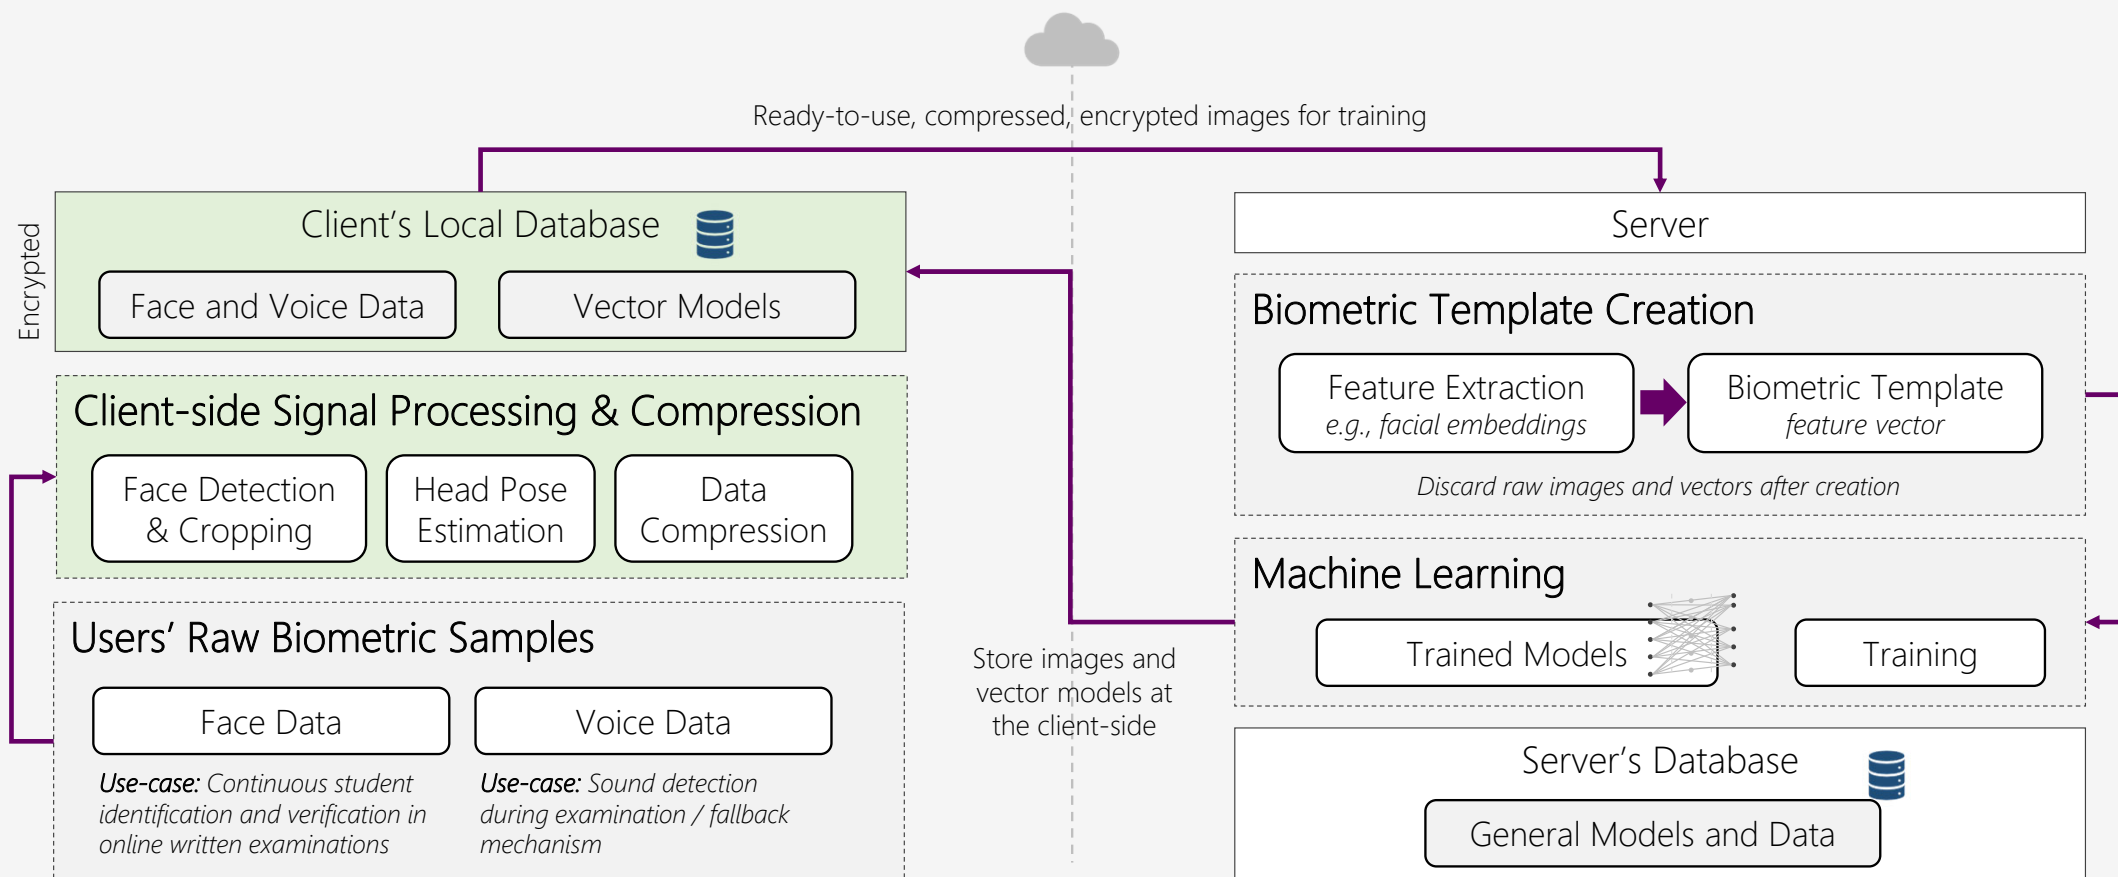 Ready-to-use, compressed, encrypted images for training
Encrypted
Client's Local Database
Face and Voice Data
Vector Models
Client-side Signal Processing & Compression
Face Detection
& Cropping
Head Pose
Estimation
Data
Compression
Users' Raw Biometric Samples
Face Data
Voice Data
Use-case: Continuous student
identification and verification in
online written examinations
Use-case: Sound detection
during examination / fallback
mechanism
Store images and
vector models at
the client-side
Server
Biometric Template Creation
Feature Extraction
e.g., facial embeddings
Biometric Template
feature vector
Discard raw images and vectors after creation
Machine Learning
Trained Models
Training
Server's Database
General Models and Data